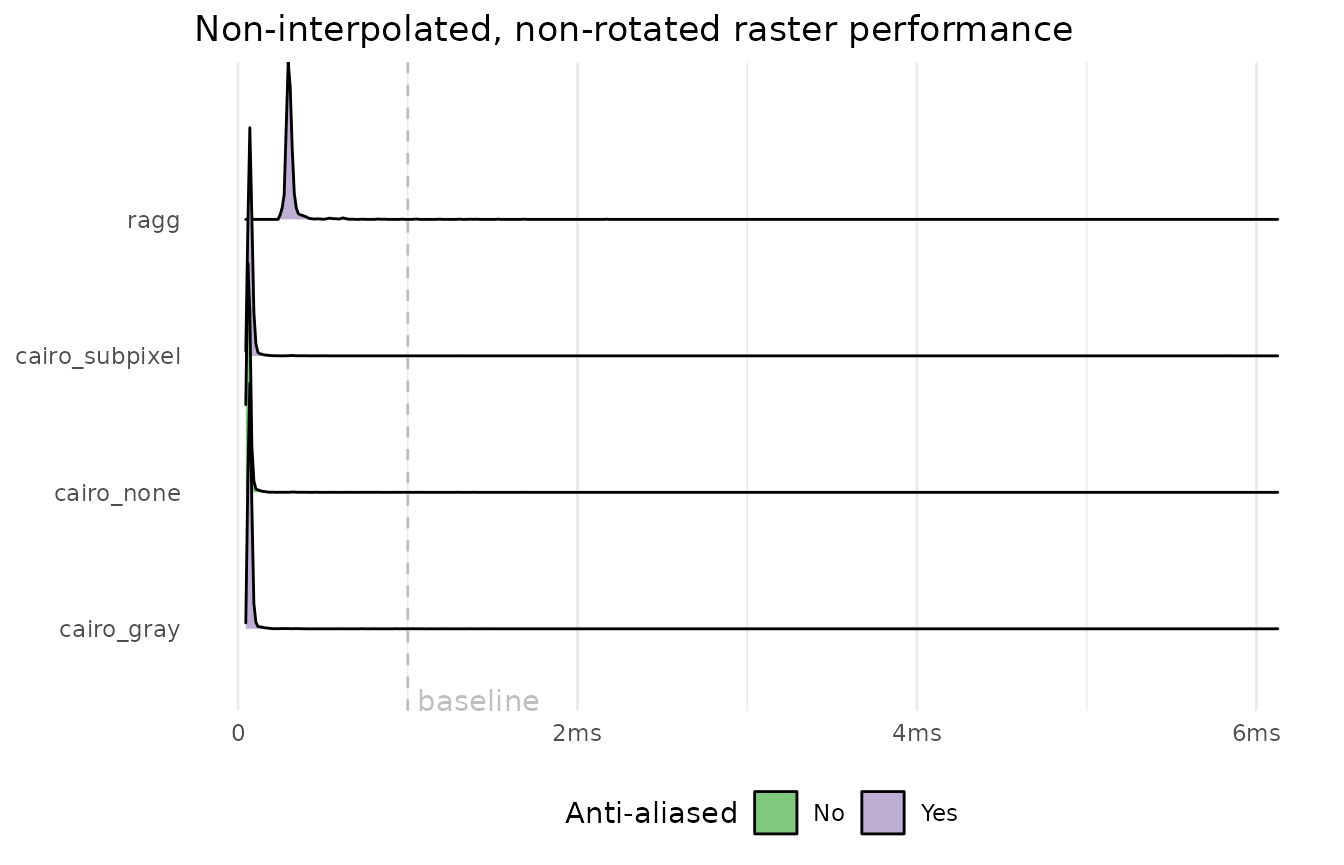 Non-interpolated, non-rotated raster performance
ragg
cairo_subpixel
cairo_none
cairo_gray
baseline
0 2ms 4ms 6ms
Anti-aliased No Yes